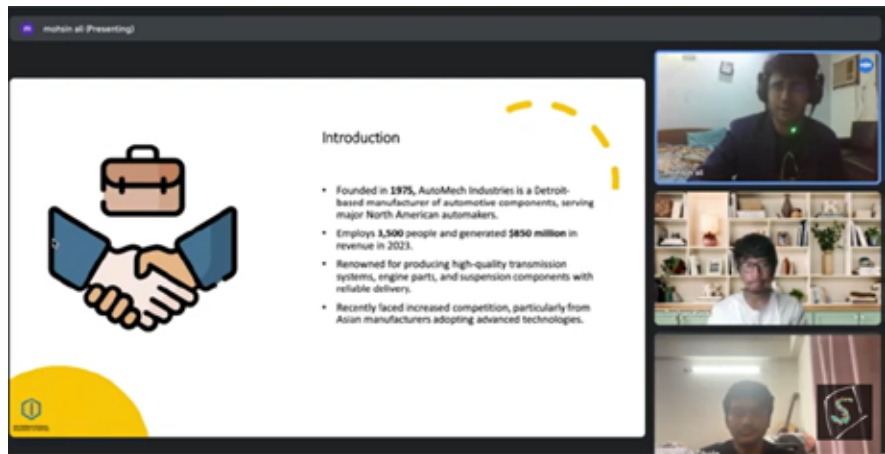 mohsin ali (Presenting)
Introduction
• Founded in 1975, AutoMech Industries is a Detroit-
based manufacturer of automotive components, serving
major North American automakers.
• Employs 3,500 people and generated $850 million in
revenue in 2023.
• Renowned for producing high-quality transmission
systems, engine parts, and suspension components with
reliable delivery.
• Recently faced increased competition, particularly from
Asian manufacturers adopting advanced technologies.
mohsin ali
S